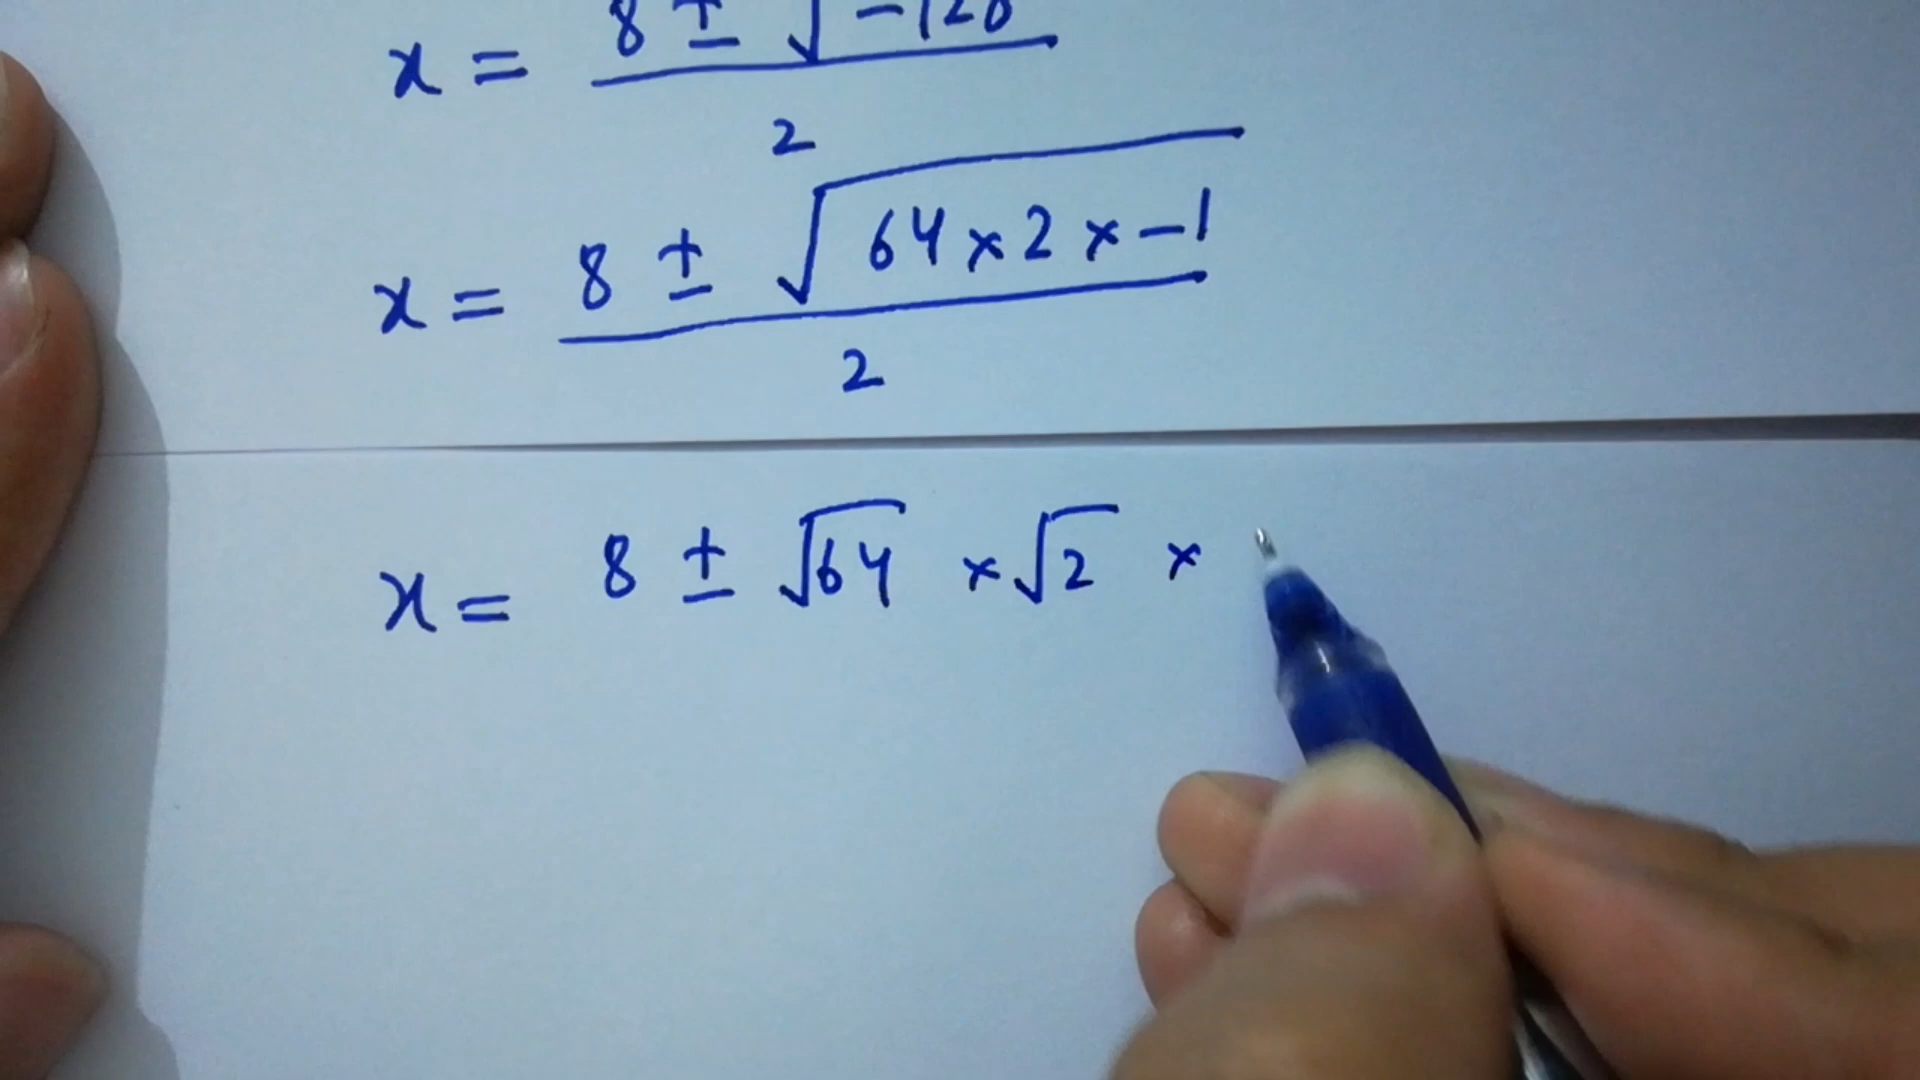 x = 8 ± √-128
2
x = 8 ± √64 × 2 × -1
2
x = 8 ± √64 × √2 ×